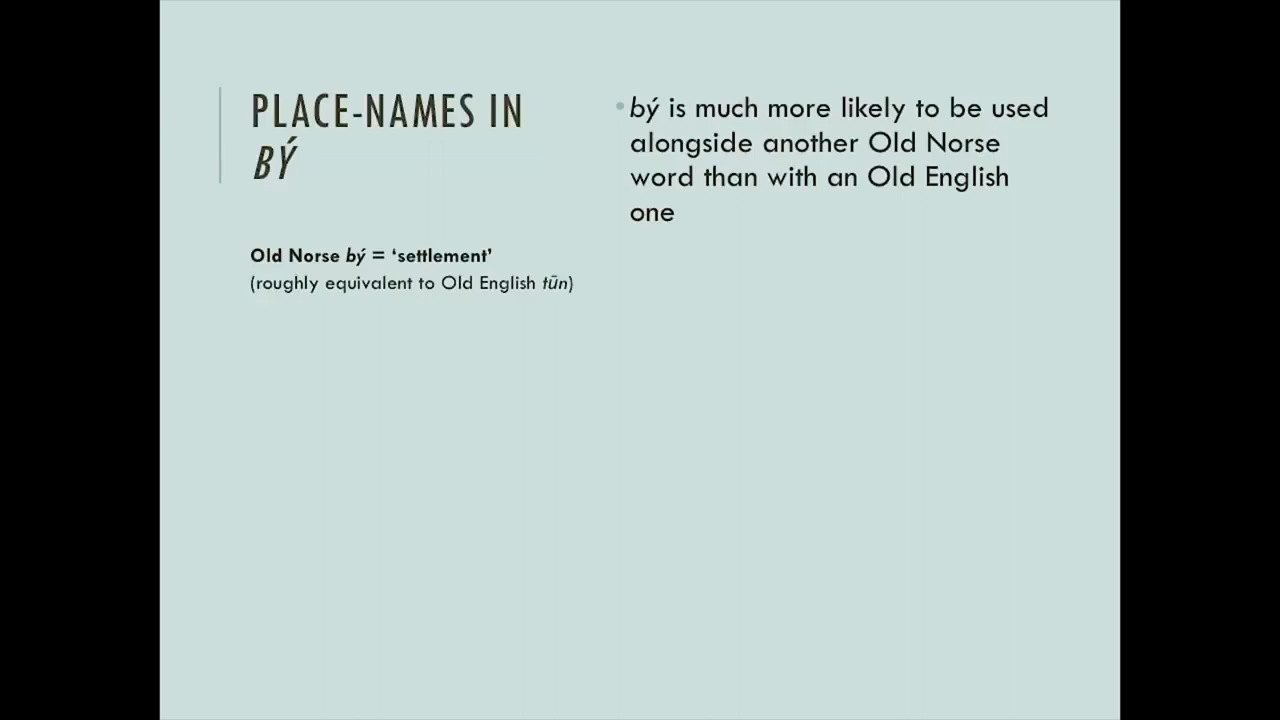 PLACE-NAMES IN
BÝ
Old Norse bý = ‘settlement’
(roughly equivalent to Old English tūn)
• bý is much more likely to be used
alongside another Old Norse
word than with an Old English
one